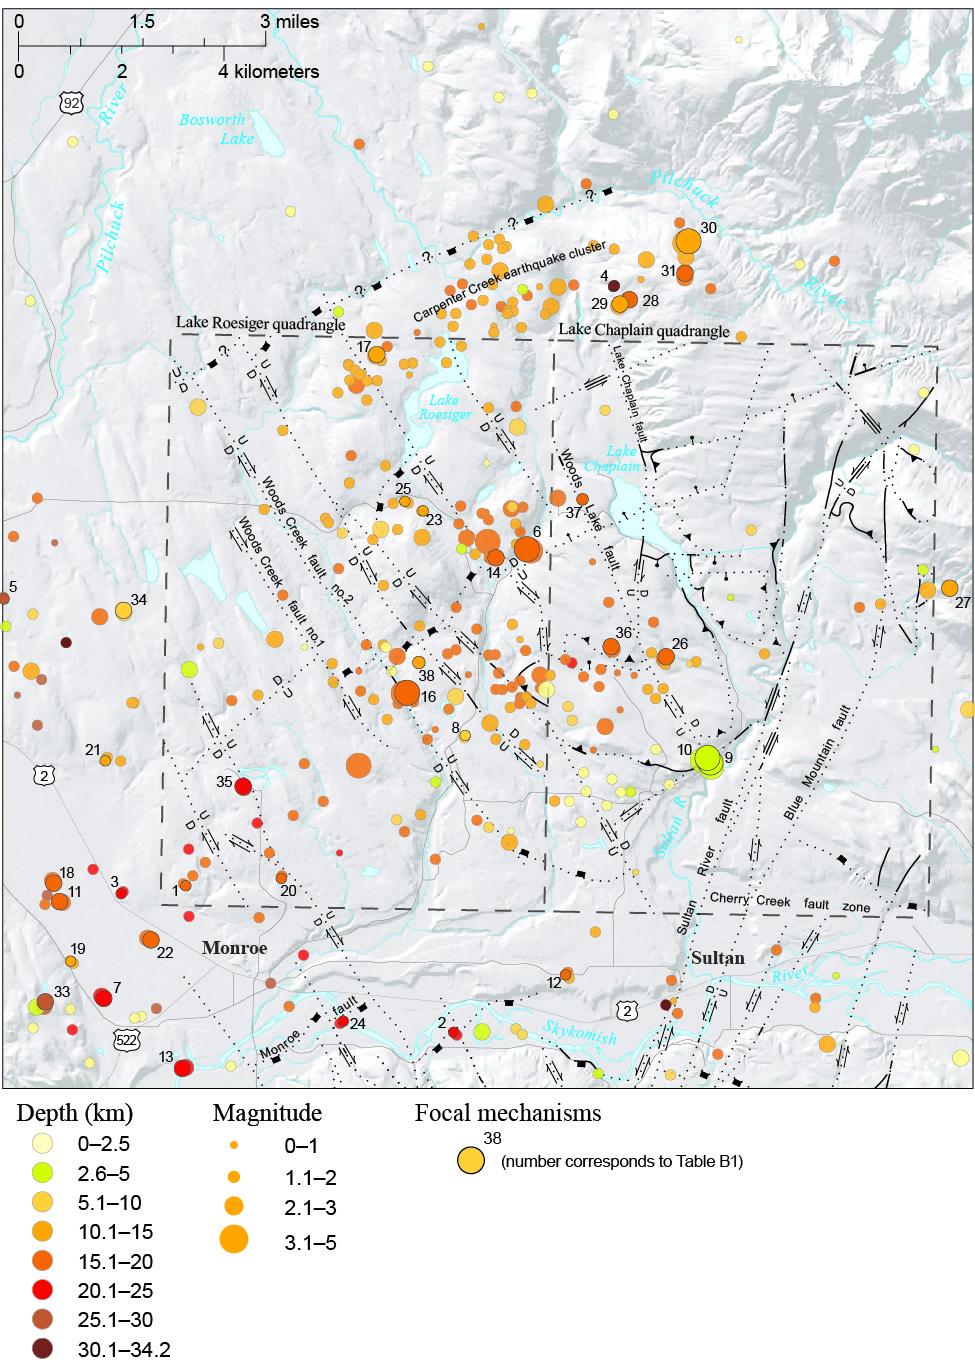 0 1.5 3 miles
0 2 4 kilometers
92
River
Bosworth
Lake
Pilchuck
Pilchuck
River
?
?
?
?
?
Carpenter Creek earthquake cluster
30
31
4
29
28
Lake Roesiger quadrangle
Lake Chaplain quadrangle
17
U
D
U
D
Lake Chaplain fault
Lake
Roesiger
U
D
Lake
Chaplain
U
D
U
D
Woods Lake fault
25
23
37
6
14
Woods Creek fault no.2
Woods Creek fault no.1
U
D
U
D
D
U
U
D
U
D
5
34
27
36
26
38
16
D
U
8
D
U
D
U
10
9
21
2
35
U
D
U
D
D
U
Sultan R
Sultan River fault
Blue Mountain fault
18
11
3
1
20
Cherry Creek fault zone
Monroe
Sultan
22
U
D
19
12
River
33
7
D
U
2
Skykomish
24
2
522
Monroe fault
13
Depth (km)
0–2.5
2.6–5
5.1–10
10.1–15
15.1–20
20.1–25
25.1–30
30.1–34.2
Magnitude
0–1
1.1–2
2.1–3
3.1–5
Focal mechanisms
38
(number corresponds to Table B1)